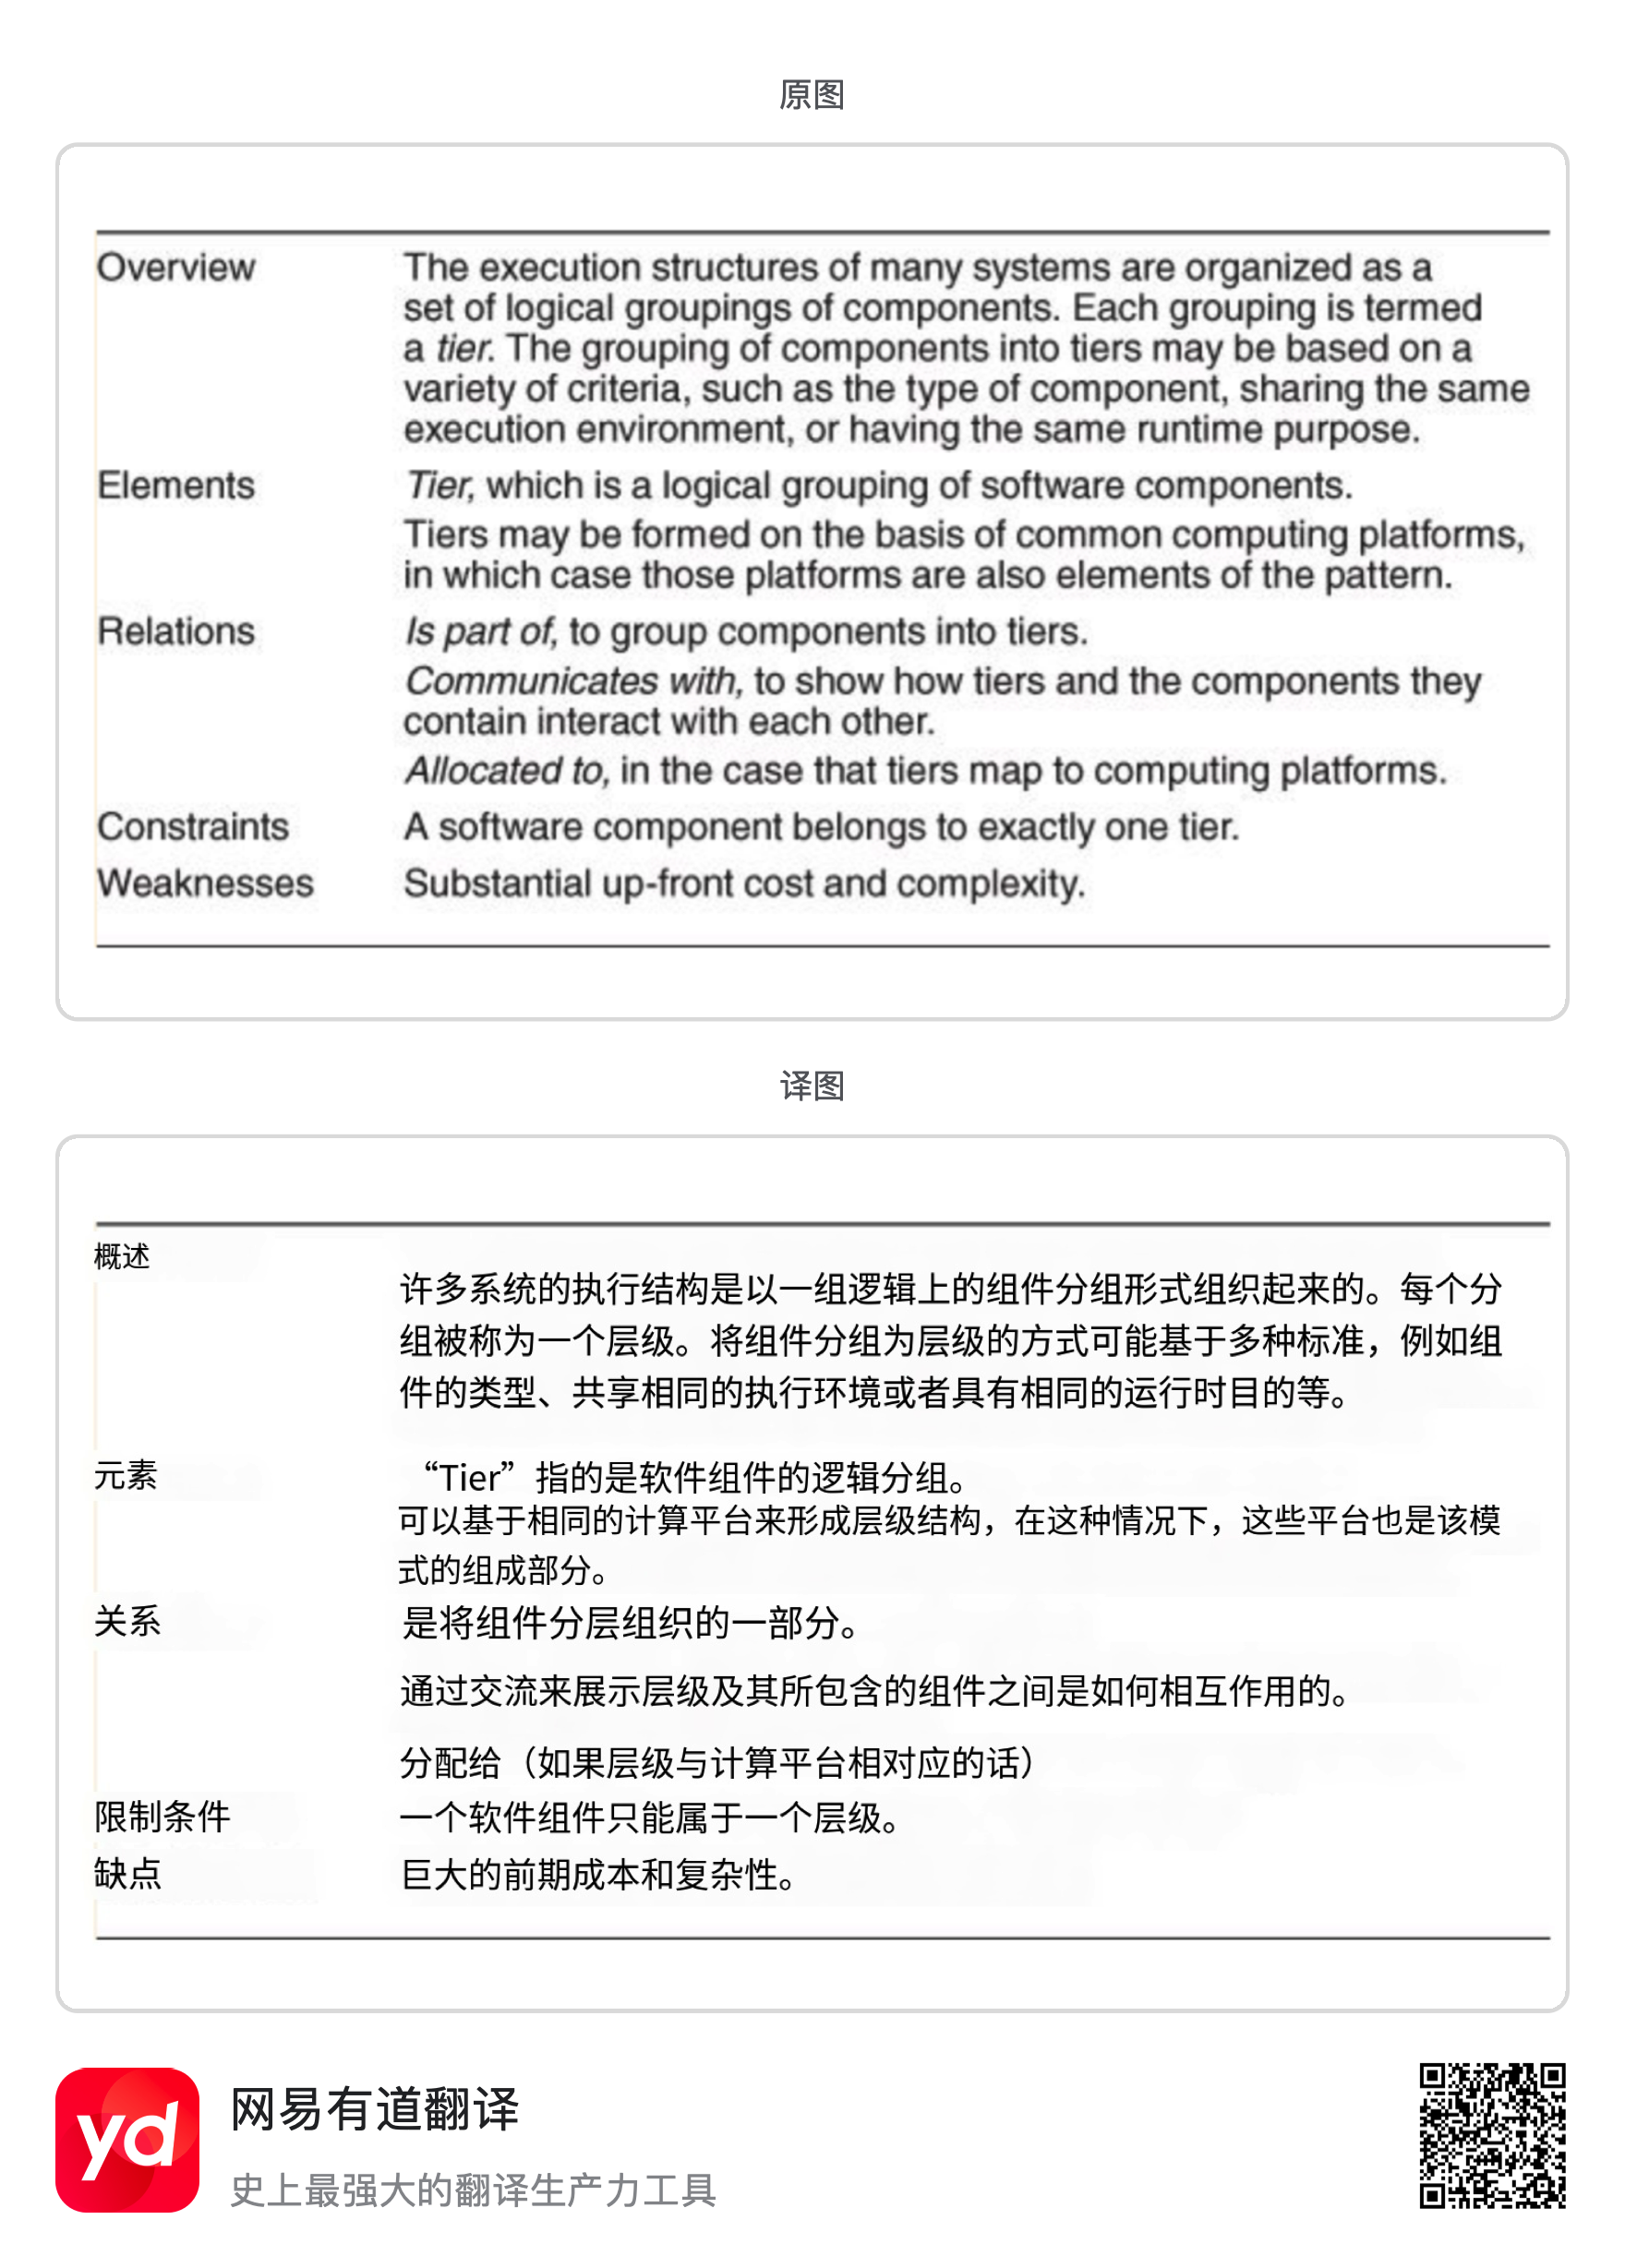 原图
Overview
The execution structures of many systems are organized as a
set of logical groupings of components. Each grouping is termed
a tier. The grouping of components into tiers may be based on a
variety of criteria, such as the type of component, sharing the same
execution environment, or having the same runtime purpose.
Elements
Tier, which is a logical grouping of software components.
Tiers may be formed on the basis of common computing platforms,
in which case those platforms are also elements of the pattern.
Relations
Is part of, to group components into tiers.
Communicates with, to show how tiers and the components they
contain interact with each other.
Allocated to, in the case that tiers map to computing platforms.
Constraints
A software component belongs to exactly one tier.
Weaknesses
Substantial up-front cost and complexity.
译图
概述
许多系统的执行结构是以一组逻辑上的组件分组形式组织起来的。每个分
组被称为一个层级。将组件分组为层级的方式可能基于多种标准，例如组
件的类型、共享相同的执行环境或者具有相同的运行时目的等。
元素
“Tier”指的是软件组件的逻辑分组。
可以基于相同的计算平台来形成层级结构，在这种情况下，这些平台也是该模
式的组成部分。
关系
是将组件分层组织的一部分。
通过交流来展示层级及其所包含的组件之间是如何相互作用的。
分配给（如果层级与计算平台相对应的话）
限制条件
一个软件组件只能属于一个层级。
缺点
巨大的前期成本和复杂性。
yd
网易有道翻译
史上最强大的翻译生产力工具